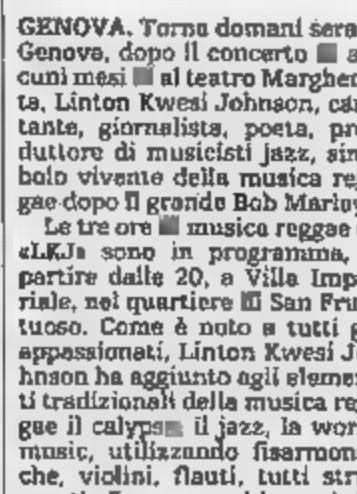 GENOVA. Torna domani sera
Genova, dopo il concerto a
cuni mesi al teatro Margher
ta, Linton Kwesi Johnson, can
tante, giornalista, poeta, pro
duttore di musicisti jazz, sim
bolo vivente della musica re
gae dopo il grande Bob Marley
Le tre ore musica reggae
«LKJ» sono in programma,
partire dalle 20, a Villa Imp
riale, nel quartiere San Fru
tuoso. Come è noto a tutti g
appassionati, Linton Kwesi J
hnson ha aggiunto agli elemen
ti tradizionali della musica re
gae il calypso il jazz, la wor
music, utilizzando fisarmon
che, violini, flauti, tutti str